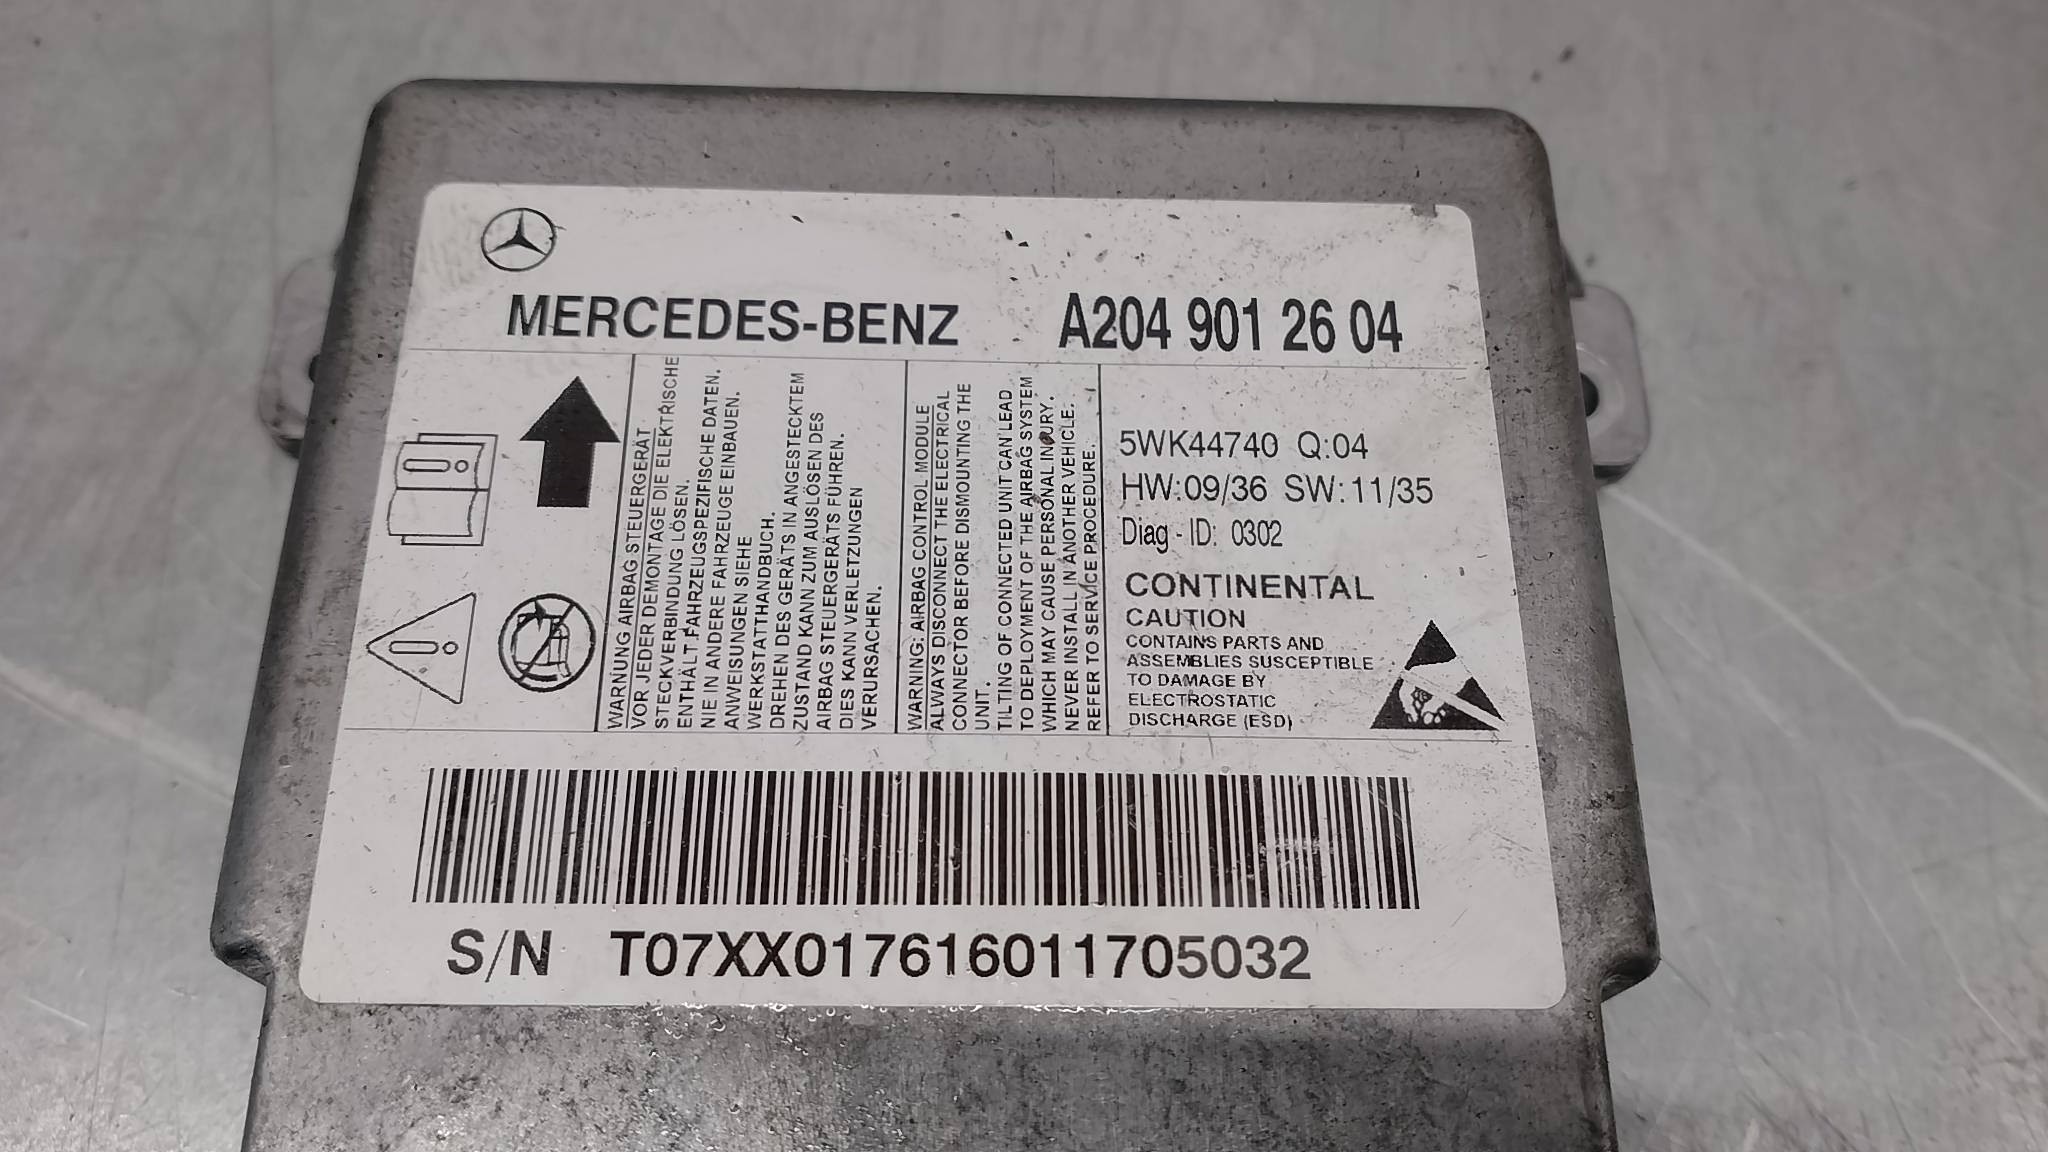 MERCEDES-BENZ A204 901 26 04
WARNUNG AIRBAG STEUERGERÄT
VOR JEDER DEMONTAGE DIE ELEKTRISCHE
STECKVERBINDUNG LÖSEN.
ENTHÄLT FAHRZEUGSPEZIFISCHE DATEN.
NIE IN ANDERE FAHRZEUGE EINBAUEN.
ANWEISUNGEN SIEHE
WERKSTATTHANDBUCH.
DREHEN DES GERÄTS IN ANGESTECKTEM
ZUSTAND KANN ZUM AUSLÖSEN DES
AIRBAG STEUERGERÄTS FÜHREN.
DIES KANN VERLETZUNGEN
VERURSACHEN.
WARNING: AIRBAG CONTROL MODULE
ALWAYS DISCONNECT THE ELECTRICAL
CONNECTOR BEFORE DISMOUNTING THE
UNIT.
TILTING OF CONNECTED UNIT CAN LEAD
TO DEPLOYMENT OF THE AIRBAG SYSTEM
WHICH MAY CAUSE PERSONAL INJURY.
NEVER INSTALL IN ANOTHER VEHICLE.
REFER TO SERVICE PROCEDURE.
5WK44740 Q:04
HW:09/36 SW:11/35
Diag - ID: 0302
CONTINENTAL
CAUTION
CONTAINS PARTS AND
ASSEMBLIES SUSCEPTIBLE
TO DAMAGE BY
ELECTROSTATIC
DISCHARGE (ESD)
S/N T07XX017616011705032